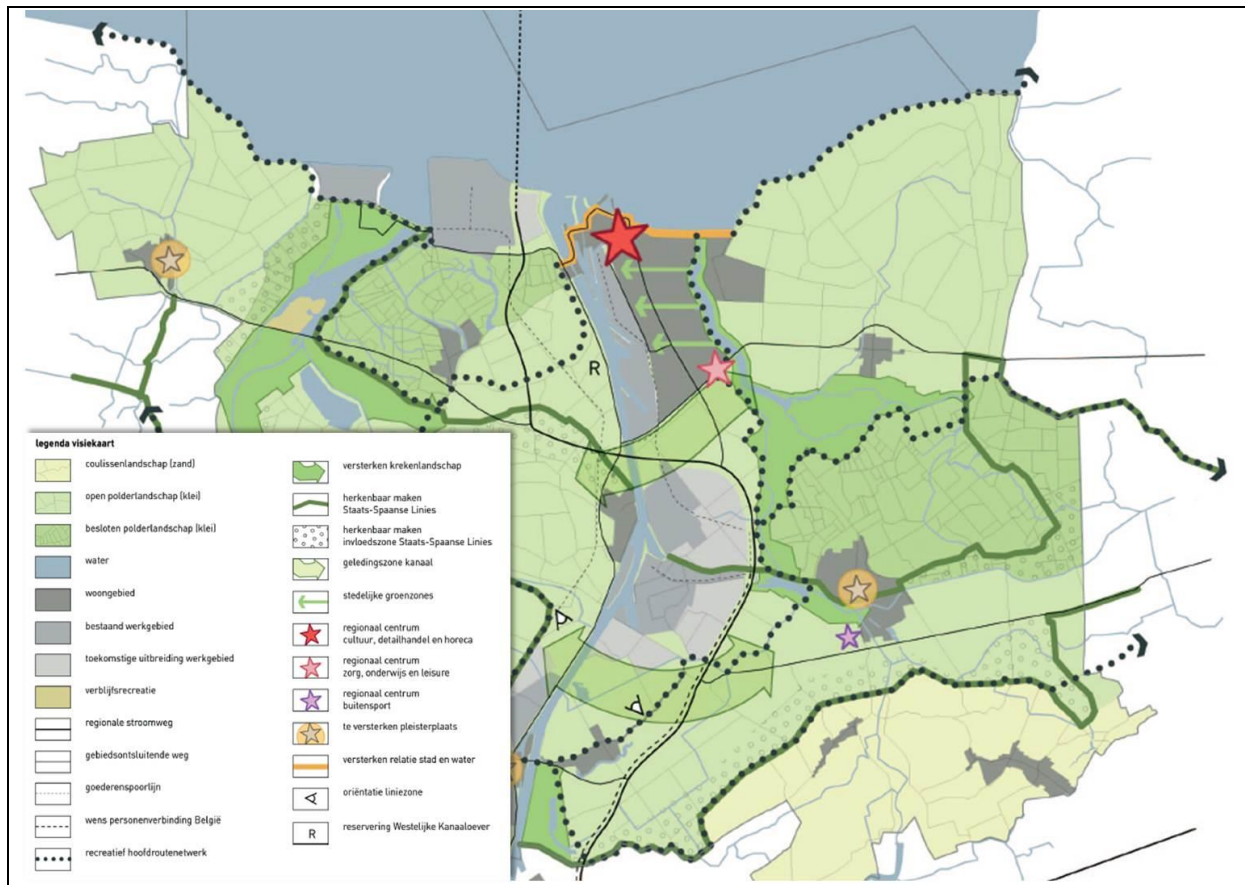 R
legenda visiekaart
coulissenlandschap (zand)
open polderlandschap (klei)
besloten polderlandschap (klei)
water
woongebied
bestaand werkgebied
toekomstige uitbreiding werkgebied
verblijfsrecreatie
regionale stroomweg
gebiedsontsluitende weg
goederenspoorlijn
wens personenverbinding België
recreatief hoofdroutenetwerk
versterken krekenlandschap
herkenbaar maken
Staats-Spaanse Linies
herkenbaar maken
invloedszone Staats-Spaanse Linies
geledingszone kanaal
stedelijke groenzones
regionaal centrum
cultuur, detailhandel en horeca
regionaal centrum
zorg, onderwijs en leisure
regionaal centrum
buitensport
te versterken pleisterplaats
versterken relatie stad en water
oriëntatie liniezone
R reservering Westelijke Kanaaloever